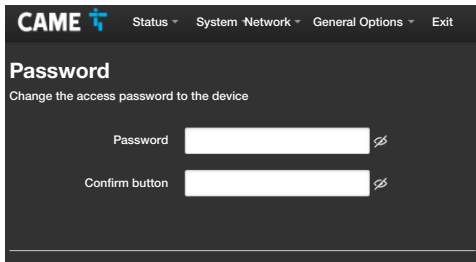 CAME Status System Network General Options Exit
Password
Change the access password to the device
Password
Confirm button